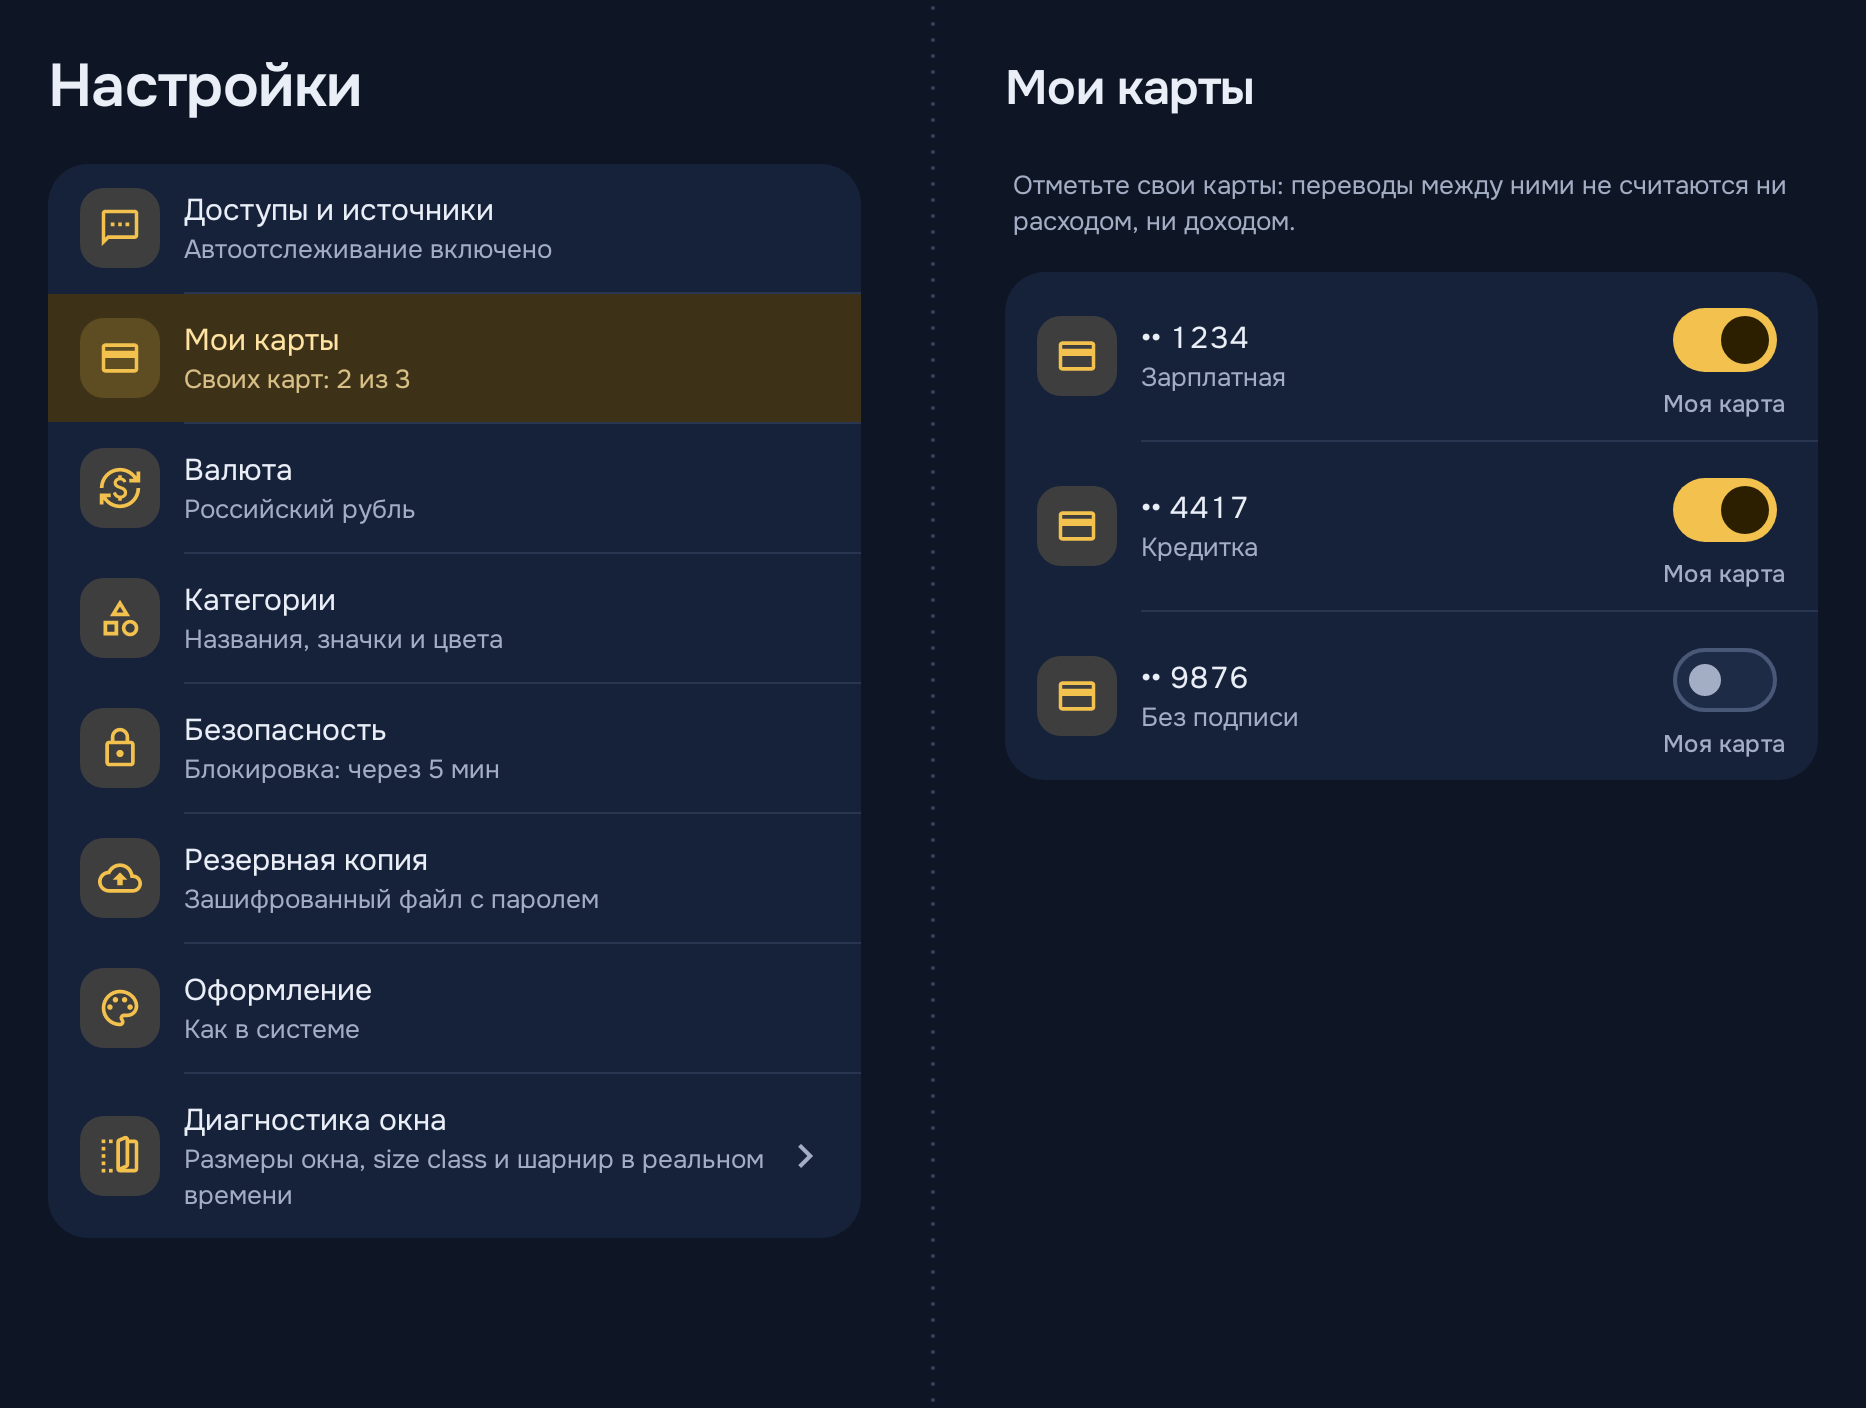 Настройки
Доступы и источники
Автоотслеживание включено
Мои карты
Своих карт: 2 из 3
Валюта
Российский рубль
Категории
Названия, значки и цвета
Безопасность
Блокировка: через 5 мин
Резервная копия
Зашифрованный файл с паролем
Оформление
Как в системе
Диагностика окна
Размеры окна, size class и шарнир в реальном
времени
Мои карты
Отметьте свои карты: переводы между ними не считаются ни
расходом, ни доходом.
•• 1234
Зарплатная
Моя карта
•• 4417
Кредитка
Моя карта
•• 9876
Без подписи
Моя карта